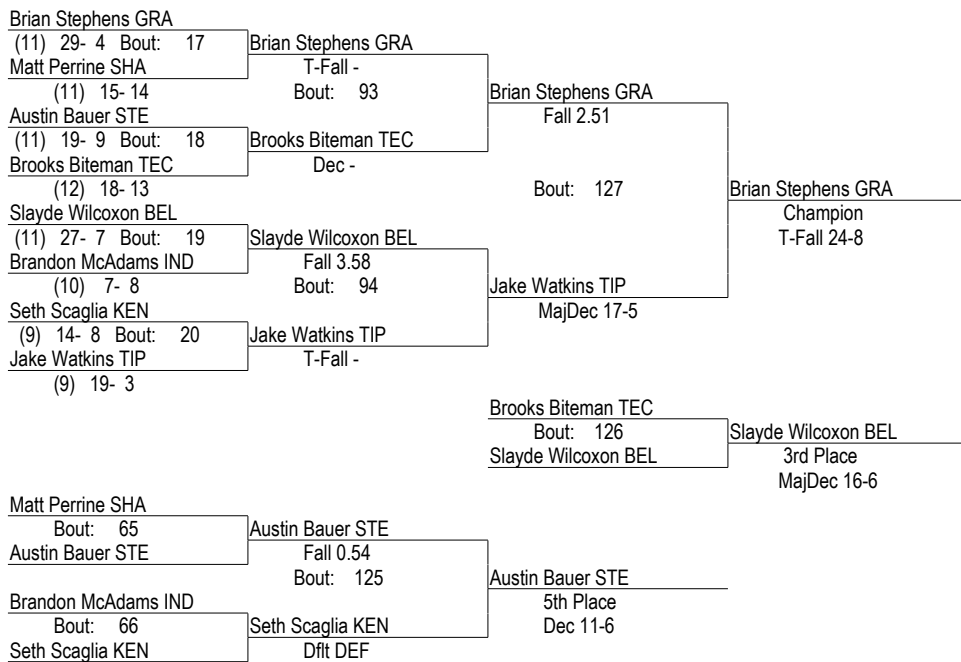 Brian Stephens GRA
(11) 29- 4 Bout: 17 Brian Stephens GRA
Matt Perrine SHA T-Fall -
(11) 15- 14 Bout: 93 Brian Stephens GRA
Austin Bauer STE Fall 2.51
(11) 19- 9 Bout: 18 Brooks Biteman TEC
Brooks Biteman TEC Dec -
(12) 18- 13 Bout: 127 Brian Stephens GRA
Slayde Wilcoxon BEL Champion
(11) 27- 7 Bout: 19 Slayde Wilcoxon BEL T-Fall 24-8
Brandon McAdams IND Fall 3.58
(10) 7- 8 Bout: 94 Jake Watkins TIP
Seth Scaglia KEN MajDec 17-5
(9) 14- 8 Bout: 20 Jake Watkins TIP
Jake Watkins TIP T-Fall -
(9) 19- 3
Brooks Biteman TEC
Bout: 126 Slayde Wilcoxon BEL
Slayde Wilcoxon BEL 3rd Place
MajDec 16-6
Matt Perrine SHA
Bout: 65 Austin Bauer STE
Austin Bauer STE Fall 0.54
Bout: 125 Austin Bauer STE
Brandon McAdams IND 5th Place
Bout: 66 Seth Scaglia KEN Dec 11-6
Seth Scaglia KEN Dflt DEF